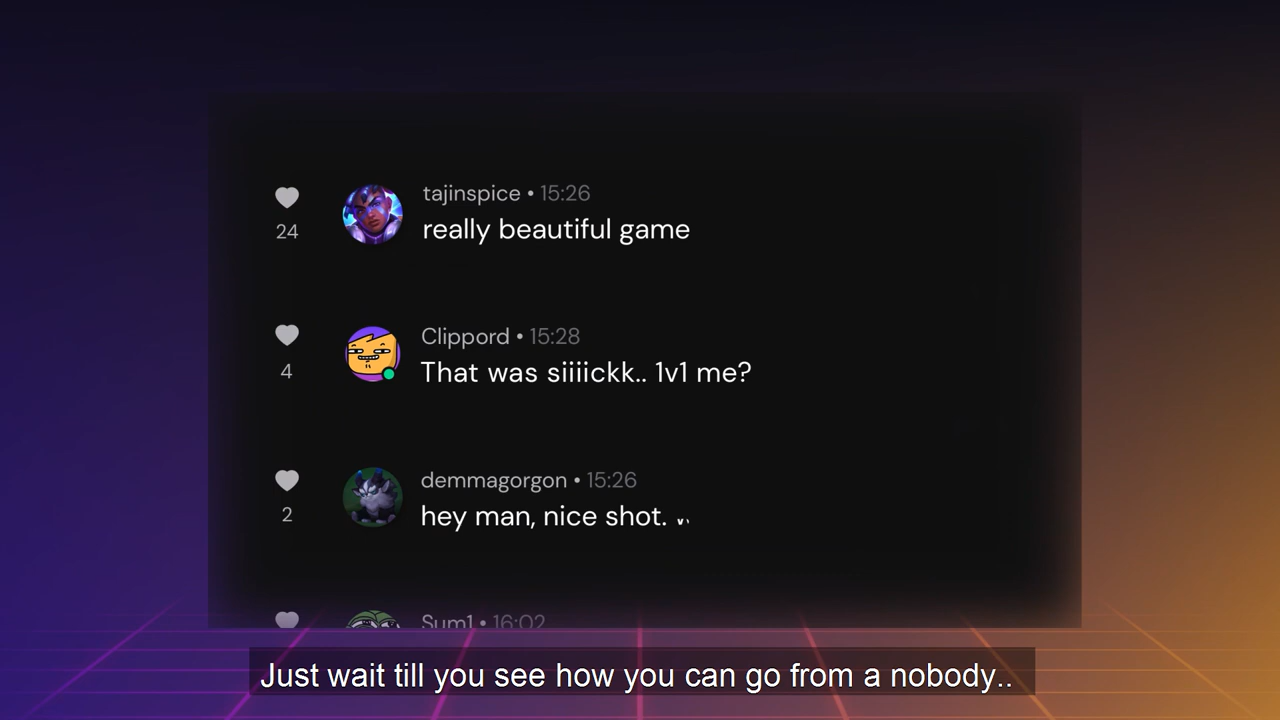 tajinspice • 15:26
24
really beautiful game
Clippord • 15:28
4
That was siiiickk.. 1v1 me?
demmagorgon • 15:26
2
hey man, nice shot.
Sum1 • 16:02
Just wait till you see how you can go from a nobody..